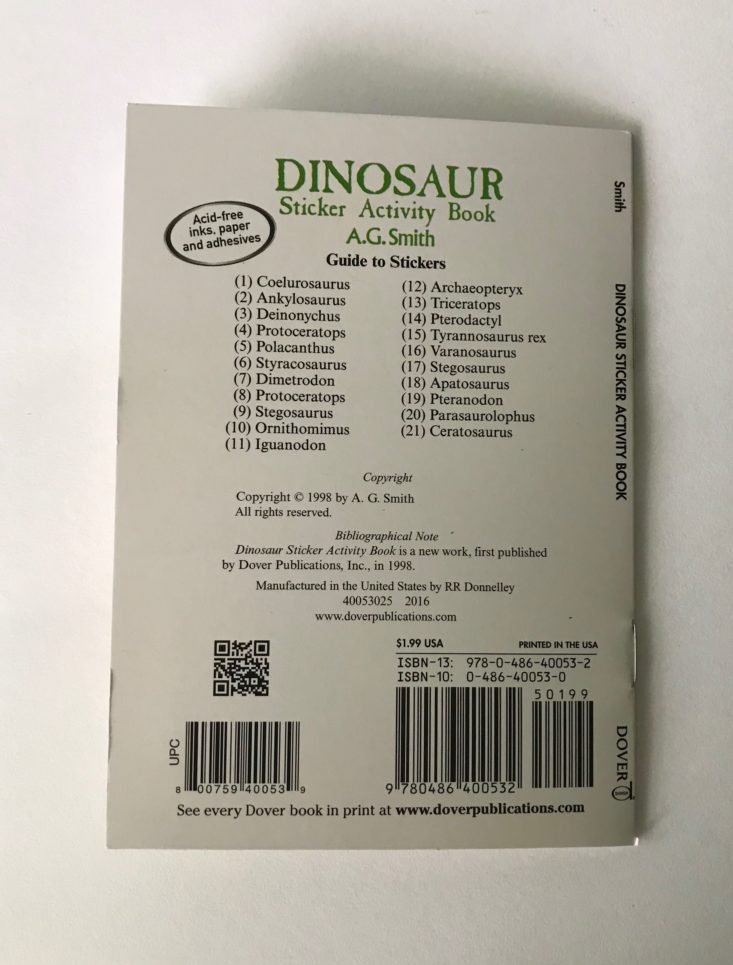 DINOSAUR
Sticker Activity Book
A.G. Smith
Acid-free
inks, paper
and adhesives
Guide to Stickers
(1) Coelurosaurus
(2) Ankylosaurus
(3) Deinonychus
(4) Protoceratops
(5) Polacanthus
(6) Styracosaurus
(7) Dimetrodon
(8) Protoceratops
(9) Stegosaurus
(10) Ornithomimus
(11) Iguanodon
(12) Archaeopteryx
(13) Triceratops
(14) Pterodactyl
(15) Tyrannosaurus rex
(16) Varanosaurus
(17) Stegosaurus
(18) Apatosaurus
(19) Pteranodon
(20) Parasaurolophus
(21) Ceratosaurus
Copyright
Copyright © 1998 by A. G. Smith
All rights reserved.
Bibliographical Note
Dinosaur Sticker Activity Book is a new work, first published
by Dover Publications, Inc., in 1998.
Manufactured in the United States by RR Donnelley
40053025 2016
www.doverpublications.com
$1.99 USA PRINTED IN THE USA
ISBN-13: 978-0-486-40053-2
ISBN-10: 0-486-40053-0
50199
9 780486 400532
UPC
8 00759 40053 9
See every Dover book in print at www.doverpublications.com
Smith DINOSAUR STICKER ACTIVITY BOOK DOVER